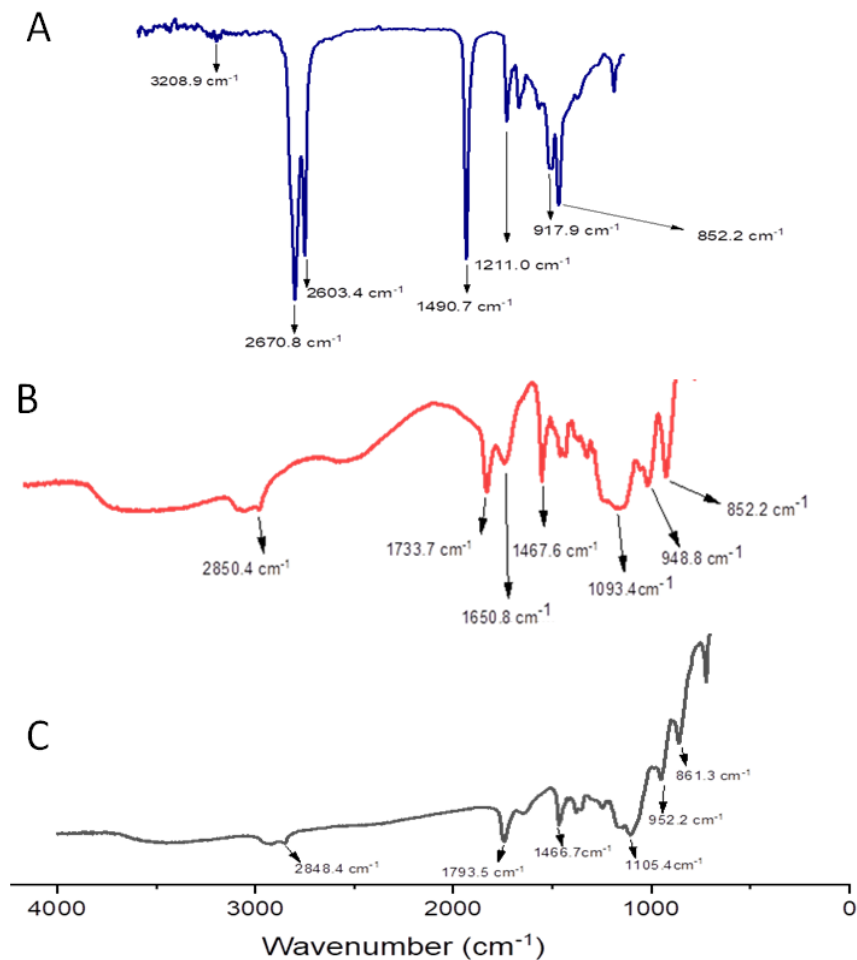 A
3208.9 cm⁻¹
917.9 cm⁻¹
852.2 cm⁻¹
1211.0 cm⁻¹
2603.4 cm⁻¹
1490.7 cm⁻¹
2670.8 cm⁻¹
B
852.2 cm⁻¹
2850.4 cm⁻¹
1733.7 cm⁻¹
1467.6 cm⁻¹
948.8 cm⁻¹
1093.4cm⁻¹
1650.8 cm⁻¹
C
861.3 cm⁻¹
952.2 cm⁻¹
2848.4 cm⁻¹
1793.5 cm⁻¹
1466.7cm⁻¹
1105.4cm⁻¹
4000 3000 2000 1000 0
Wavenumber (cm⁻¹)